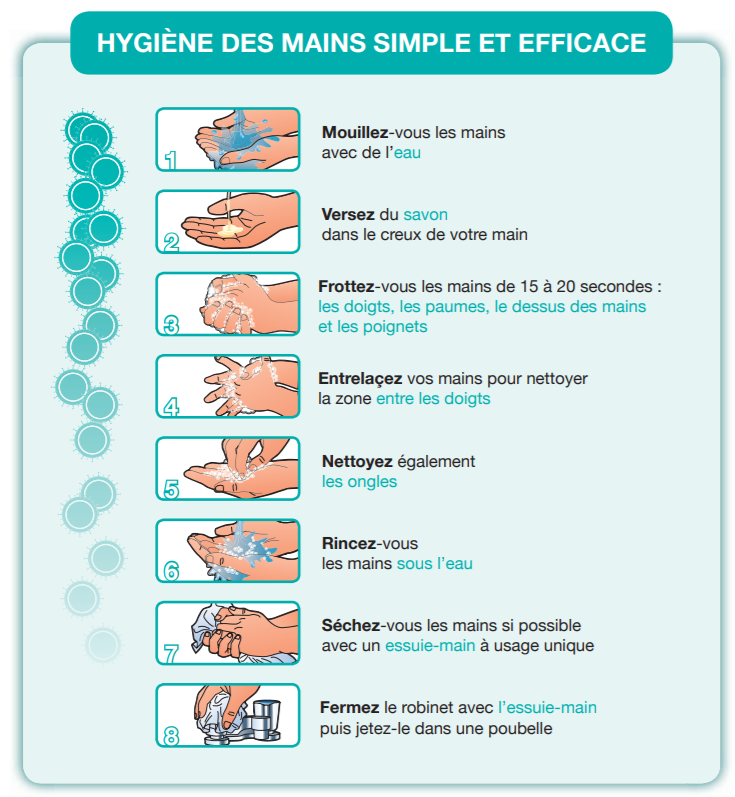 HYGIÈNE DES MAINS SIMPLE ET EFFICACE
1
Mouillez-vous les mains
avec de l'eau
2
Versez du savon
dans le creux de votre main
3
Frottez-vous les mains de 15 à 20 secondes :
les doigts, les paumes, le dessus des mains
et les poignets
4
Entrelaçez vos mains pour nettoyer
la zone entre les doigts
5
Nettoyez également
les ongles
6
Rincez-vous
les mains sous l'eau
7
Séchez-vous les mains si possible
avec un essuie-main à usage unique
8
Fermez le robinet avec l'essuie-main
puis jetez-le dans une poubelle